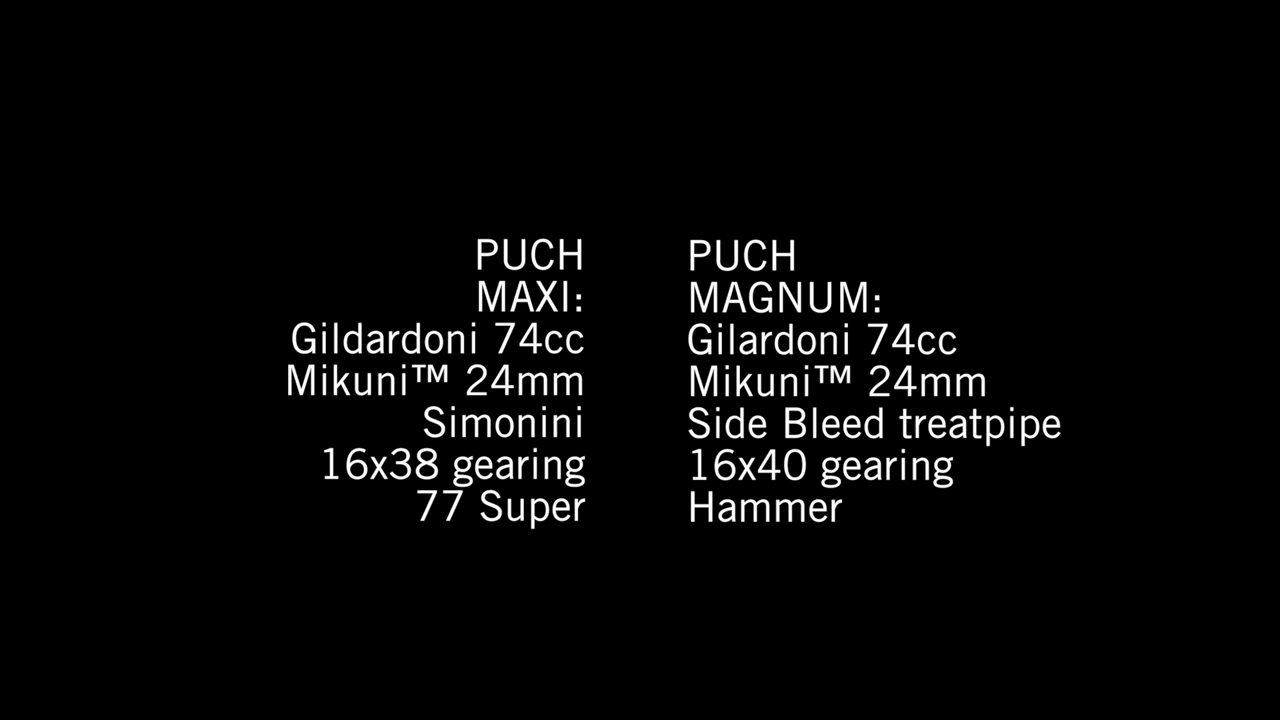 PUCH
MAXI:
Gildardoni 74cc
Mikuni™ 24mm
Simonini
16x38 gearing
77 Super
PUCH
MAGNUM:
Gilardoni 74cc
Mikuni™ 24mm
Side Bleed treatpipe
16x40 gearing
Hammer